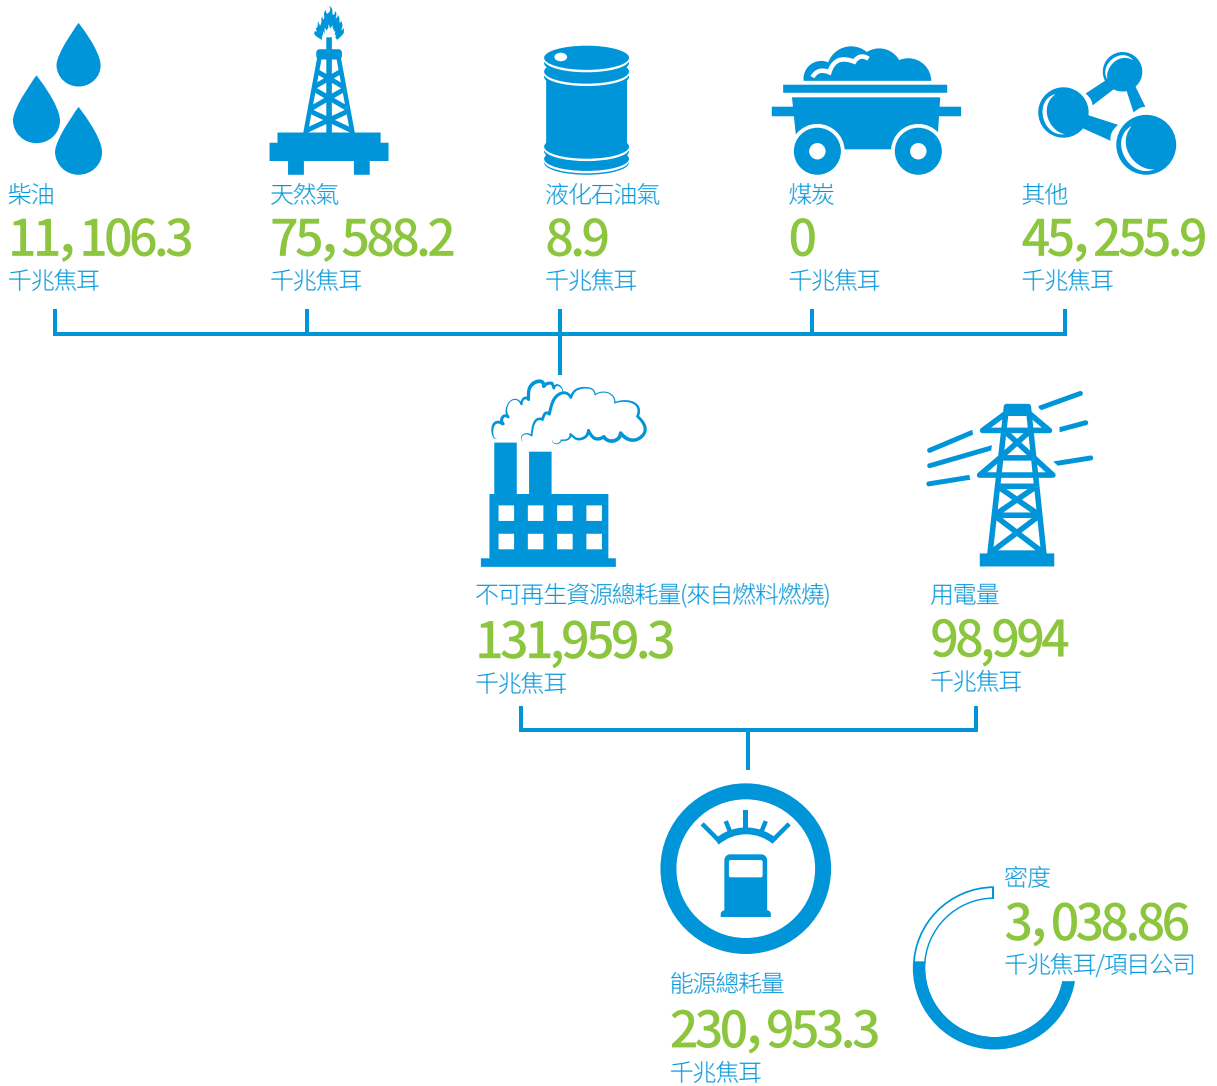 柴油
11,106.3
千兆焦耳
天然氣
75,588.2
千兆焦耳
液化石油氣
8.9
千兆焦耳
煤炭
0
千兆焦耳
其他
45,255.9
千兆焦耳
不可再生資源總耗量(來自燃料燃燒)
131,959.3
千兆焦耳
用電量
98,994
千兆焦耳
能源總耗量
230,953.3
千兆焦耳
密度
3,038.86
千兆焦耳/項目公司